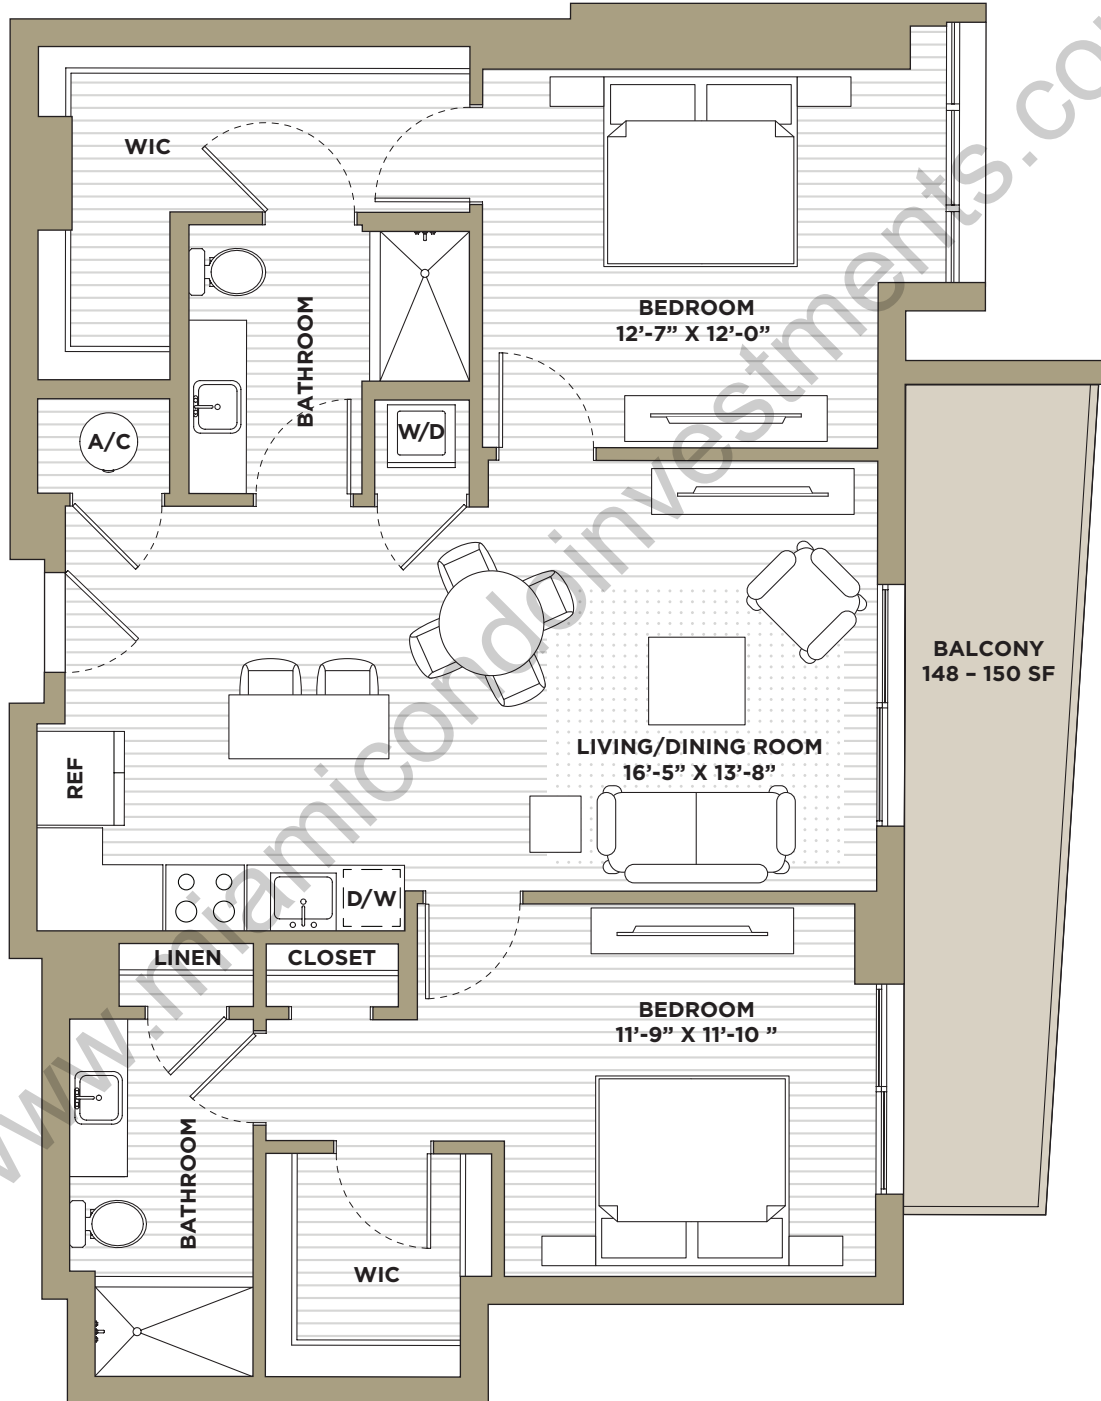 WIC
BEDROOM
12’-7” X 12’-0”
BATHROOM
A/C
W/D
BALCONY
148 – 150 SF
LIVING/DINING ROOM
16’-5” X 13’-8”
REF
D/W
LINEN
CLOSET
BEDROOM
11’-9” X 11’-10 ”
BATHROOM
WIC
www.miamicondoinvestments.com